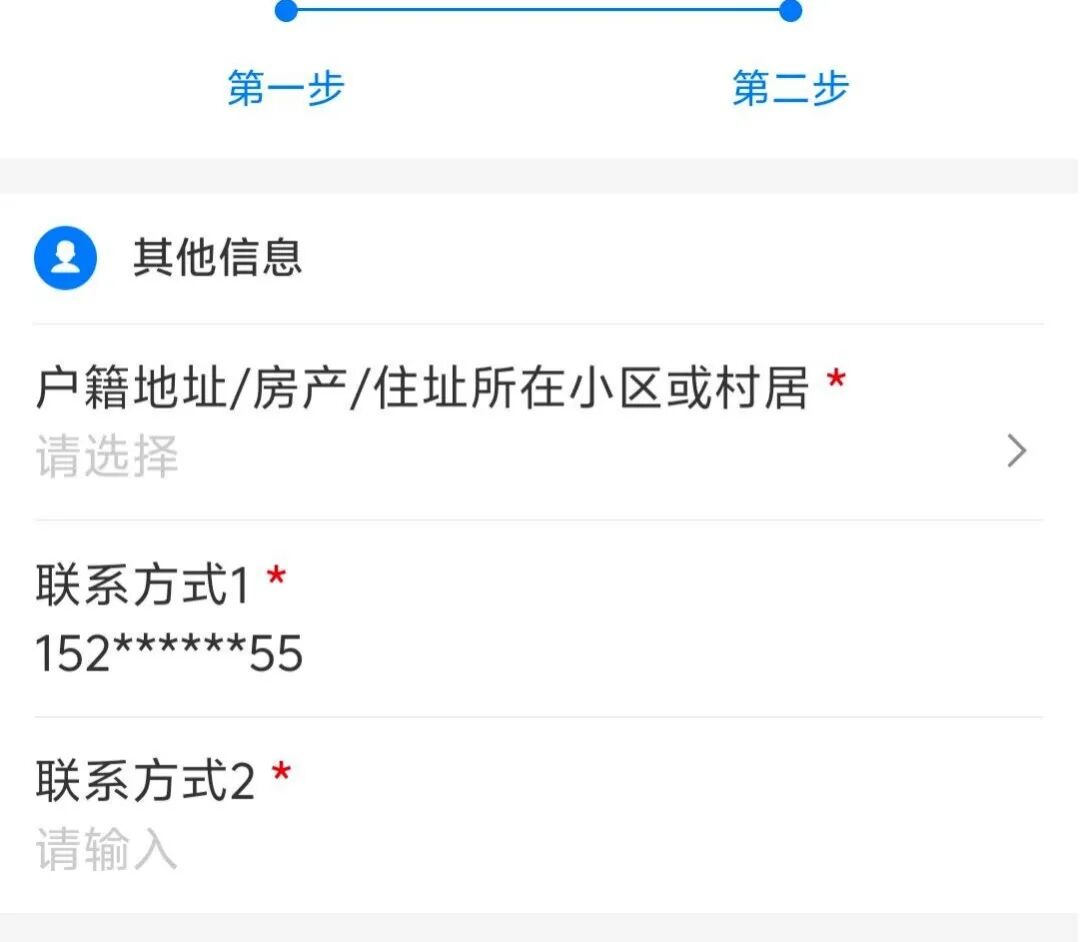 第一步
第二步
其他信息
户籍地址/房产/住址所在小区或村居 *
请选择
联系方式1 *
152******55
联系方式2 *
请输入